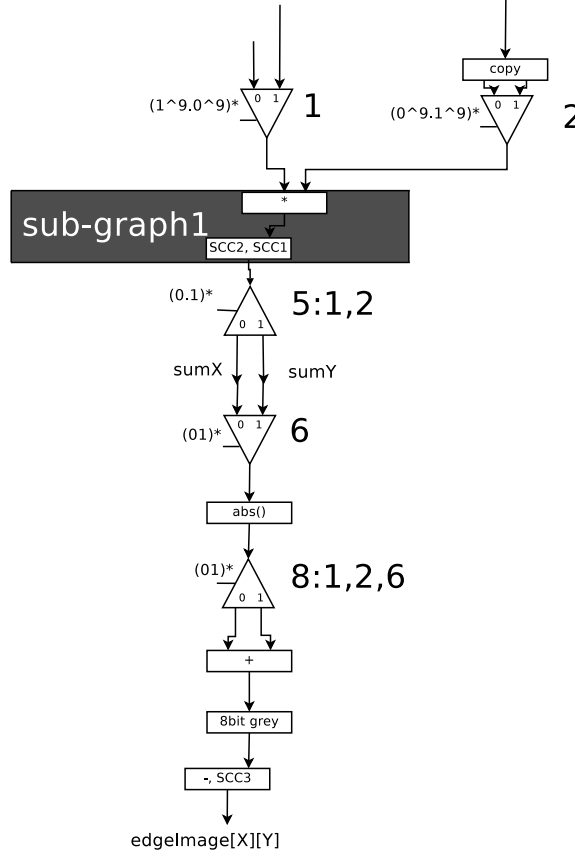 copy
0 1
0 1
(1^9.0^9)*
1
(0^9.1^9)*
2
*
sub-graph1
SCC2, SCC1
(0.1)*
5:1,2
0 1
sumX
sumY
0 1
(01)*
6
abs()
(01)*
8:1,2,6
0 1
+
8bit grey
-, SCC3
edgeImage[X][Y]